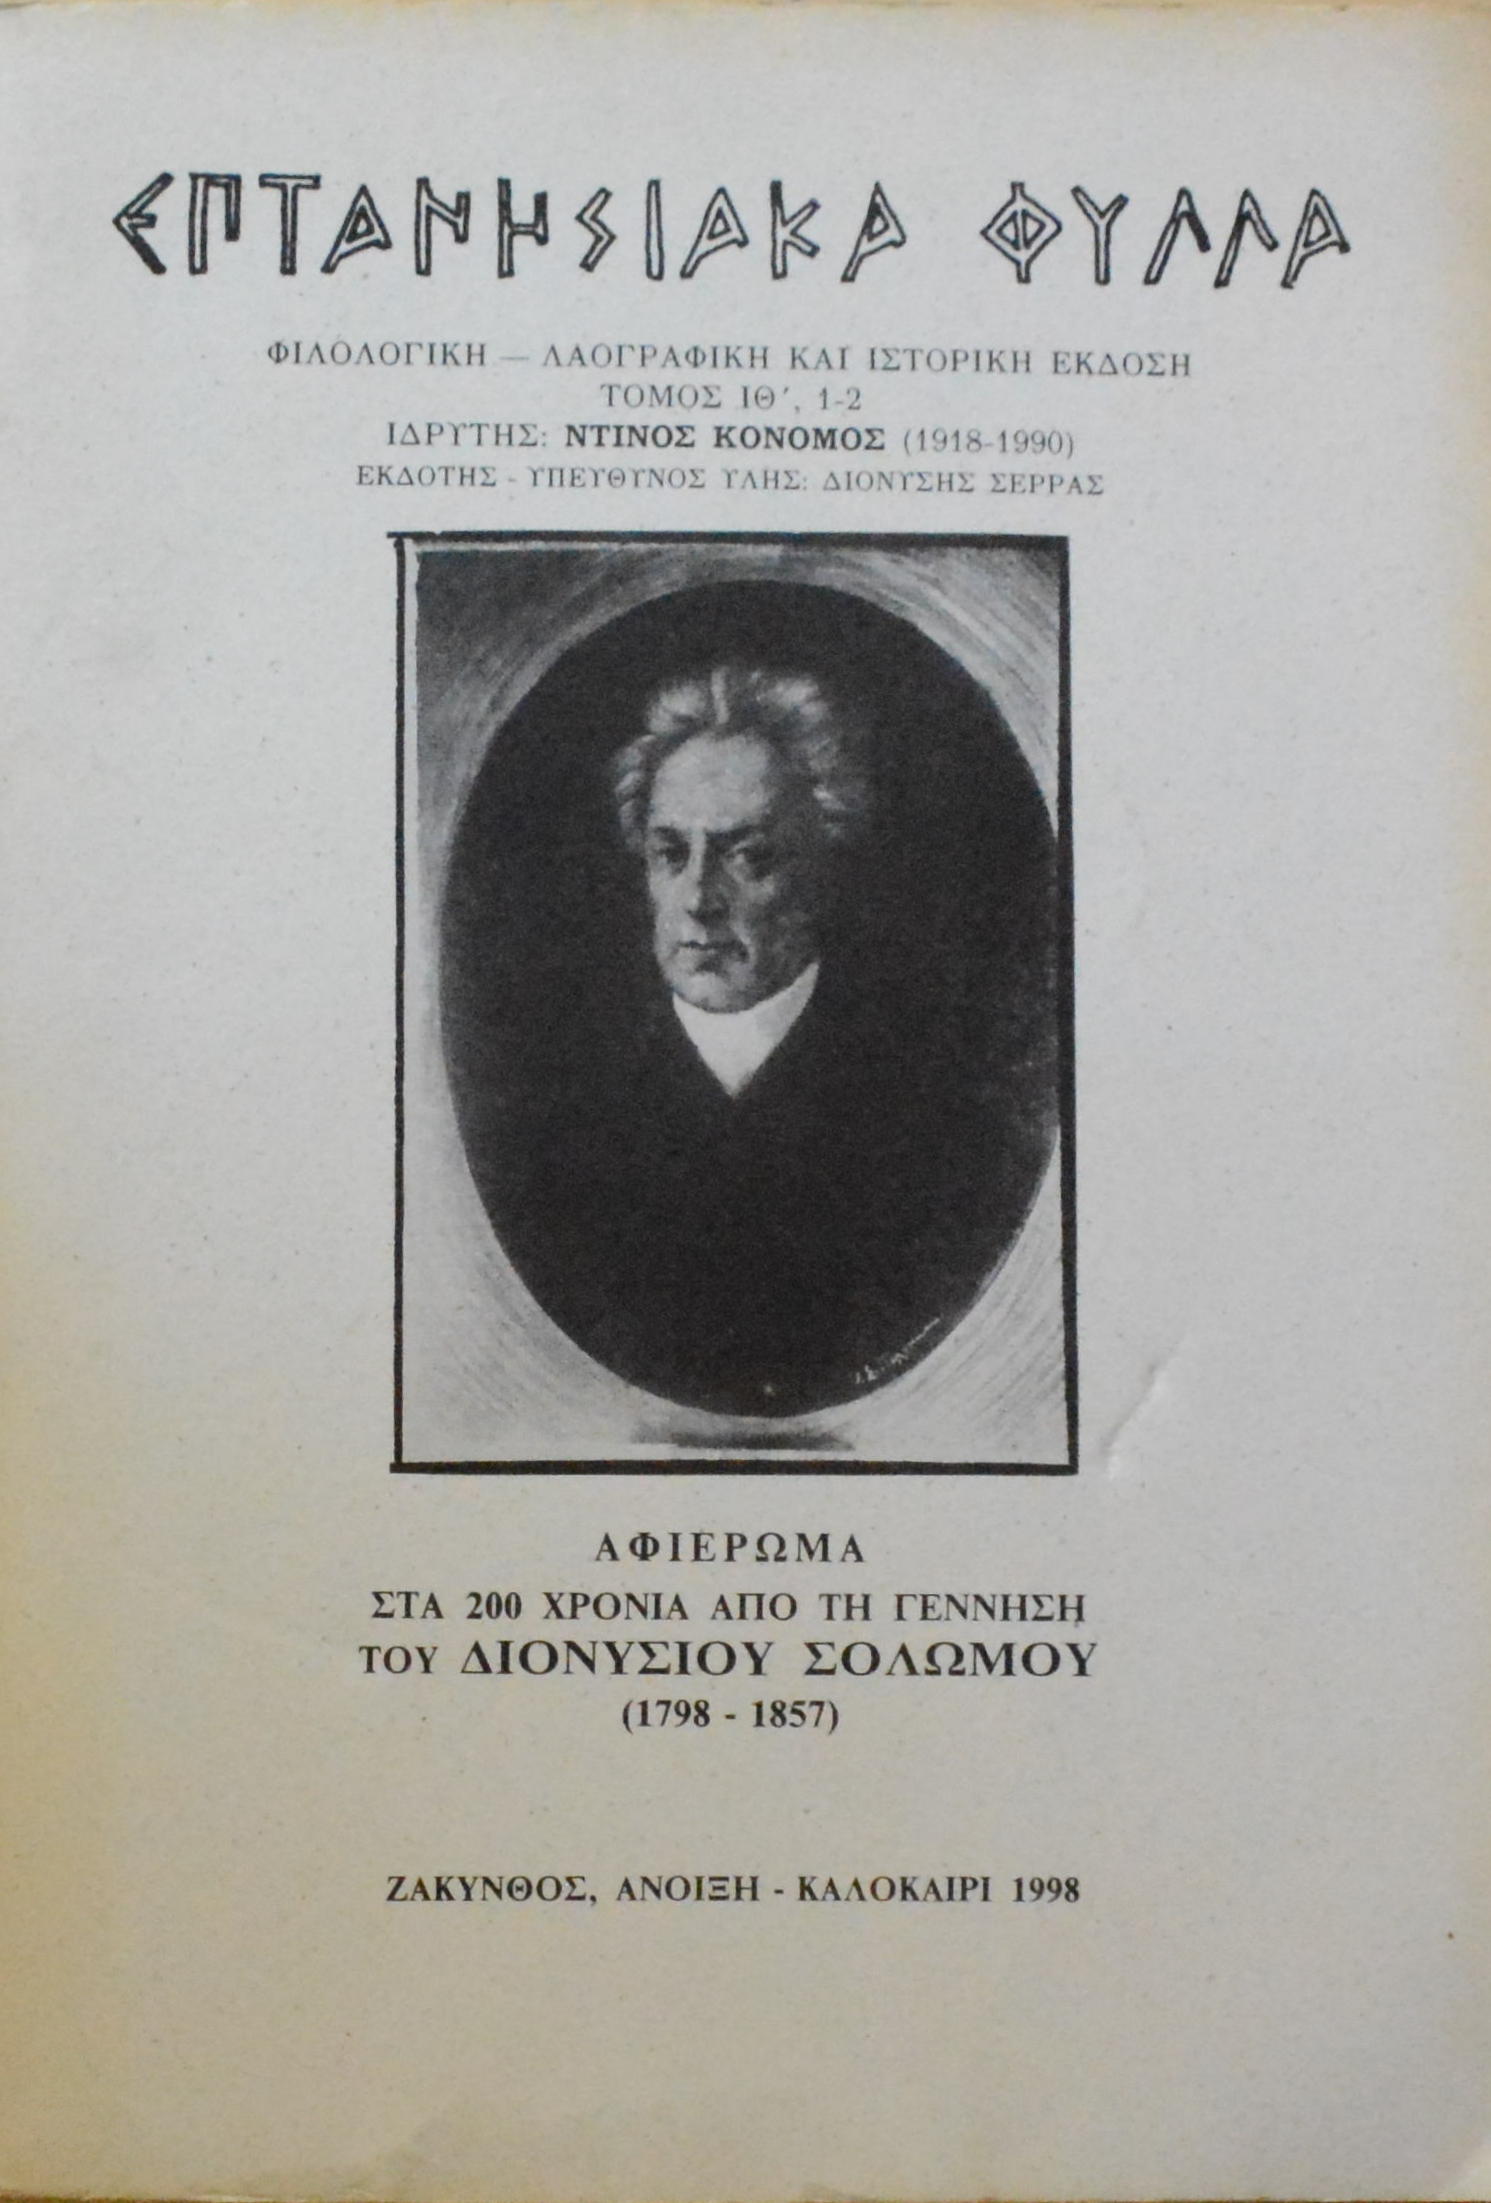 ΕΠΤΑΝΗΣΙΑΚΑ ΦΥΛΛΑ
ΦΙΛΟΛΟΓΙΚΗ — ΛΑΟΓΡΑΦΙΚΗ ΚΑΙ ΙΣΤΟΡΙΚΗ ΕΚΔΟΣΗ
ΤΟΜΟΣ ΙΘ΄, 1-2
ΙΔΡΥΤΗΣ: ΝΤΙΝΟΣ ΚΟΝΟΜΟΣ (1918-1990)
ΕΚΔΟΤΗΣ - ΥΠΕΥΘΥΝΟΣ ΥΛΗΣ: ΔΙΟΝΥΣΗΣ ΣΕΡΡΑΣ
ΑΦΙΕΡΩΜΑ
ΣΤΑ 200 ΧΡΟΝΙΑ ΑΠΟ ΤΗ ΓΕΝΝΗΣΗ
ΤΟΥ ΔΙΟΝΥΣΙΟΥ ΣΟΛΩΜΟΥ
(1798 - 1857)
ΖΑΚΥΝΘΟΣ, ΑΝΟΙΞΗ - ΚΑΛΟΚΑΙΡΙ 1998